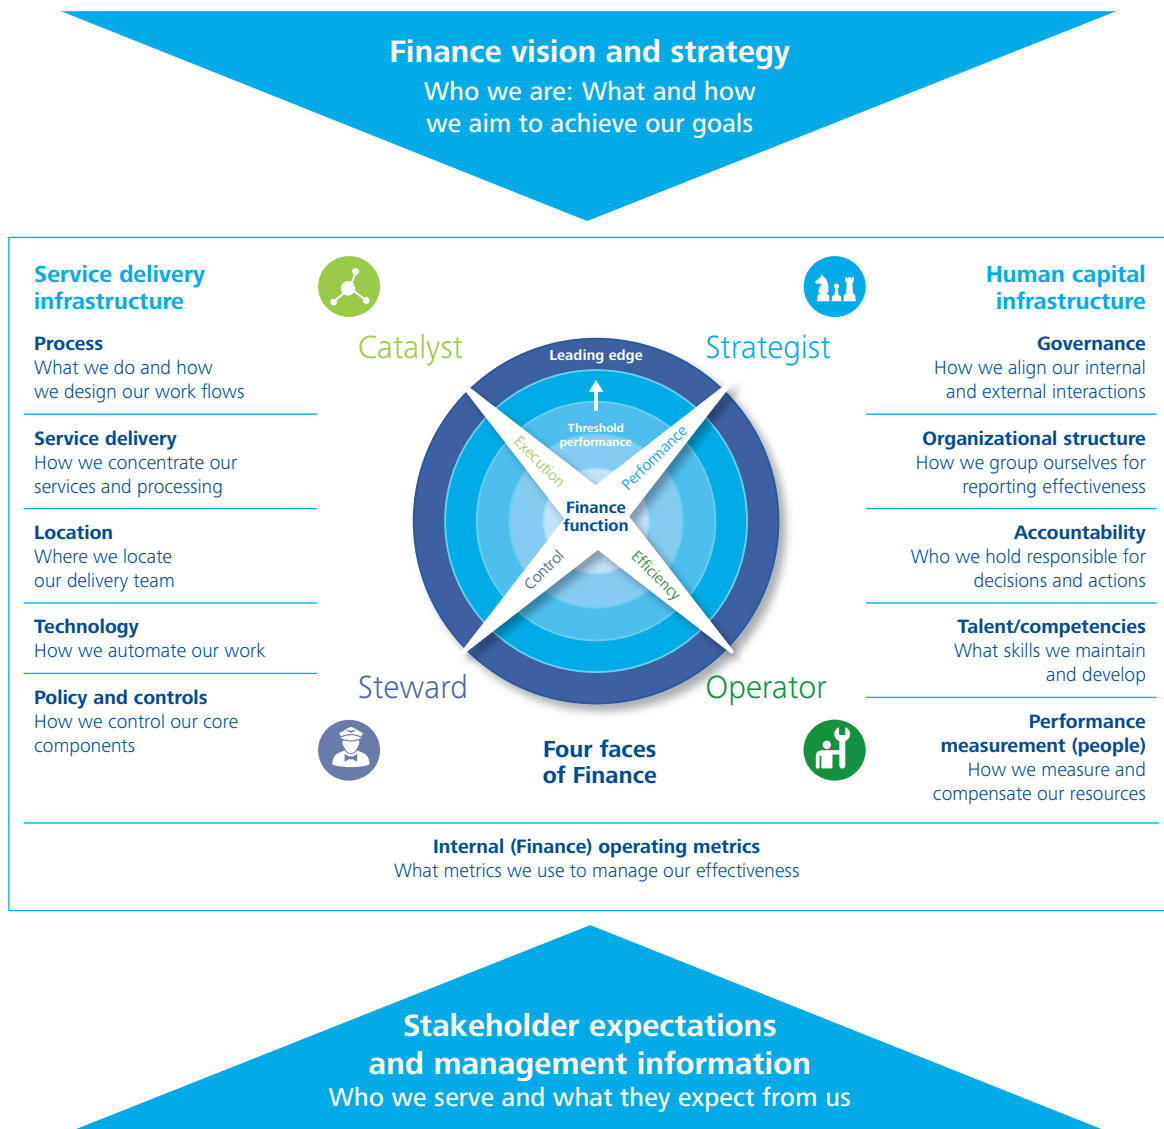 Finance vision and strategy
Who we are: What and how
we aim to achieve our goals
Service delivery
infrastructure
Process
What we do and how
we design our work flows
Service delivery
How we concentrate our
services and processing
Location
Where we locate
our delivery team
Technology
How we automate our work
Policy and controls
How we control our core
components
Catalyst
Strategist
Leading edge
Threshold
performance
Execution
Performance
Finance
function
Control
Efficiency
Steward
Operator
Four faces
of Finance
Human capital
infrastructure
Governance
How we align our internal
and external interactions
Organizational structure
How we group ourselves for
reporting effectiveness
Accountability
Who we hold responsible for
decisions and actions
Talent/competencies
What skills we maintain
and develop
Performance
measurement (people)
How we measure and
compensate our resources
Internal (Finance) operating metrics
What metrics we use to manage our effectiveness
Stakeholder expectations
and management information
Who we serve and what they expect from us